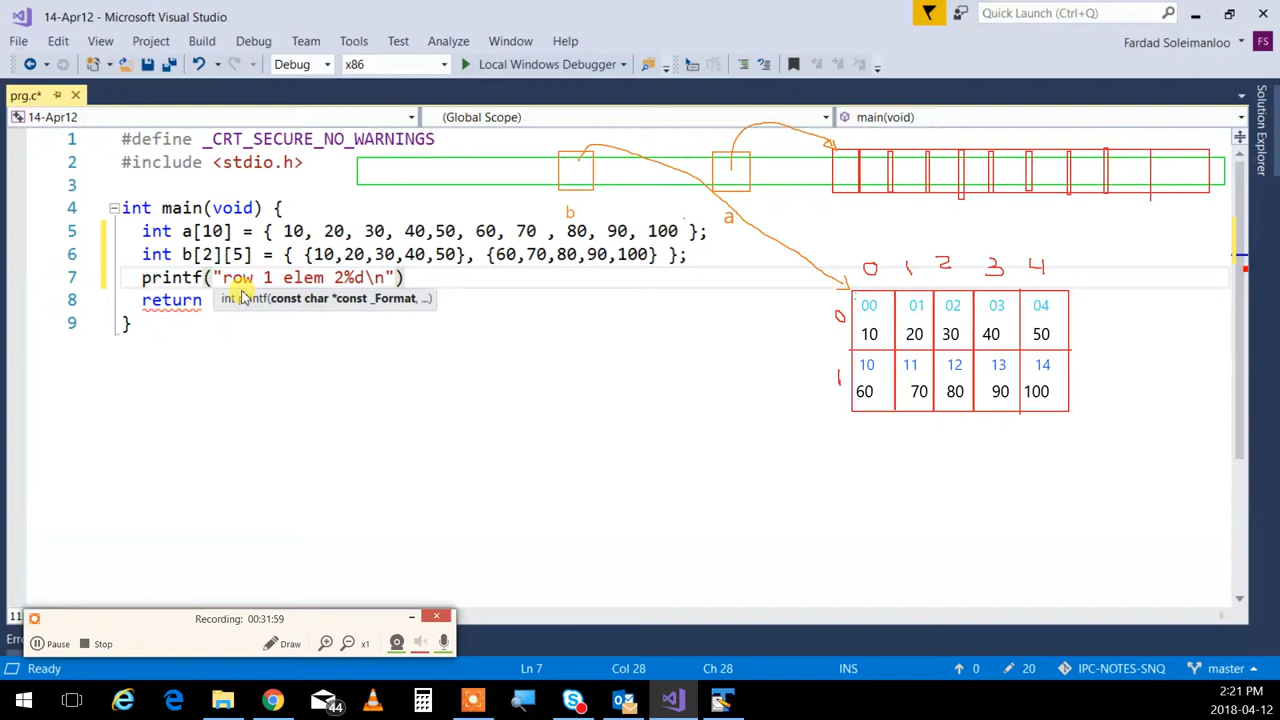 14-Apr12 - Microsoft Visual Studio
Quick Launch (Ctrl+Q)
File Edit View Project Build Debug Team Tools Test Analyze Window Help
Fardad Soleimanloo FS
Debug x86 Local Windows Debugger
prg.c*
14-Apr12 (Global Scope) main(void)
Solution Explorer
1 #define _CRT_SECURE_NO_WARNINGS
2 #include <stdio.h>
3
4 int main(void) {
5 int a[10] = { 10, 20, 30, 40,50, 60, 70 , 80, 90, 100 };
6 int b[2][5] = { {10,20,30,40,50}, {60,70,80,90,100} };
7 printf("row 1 elem 2%d\n")
8 return
int printf(const char *const _Format, ...)
9 }
b a
0 1 2 3 4
0
00 01 02 03 04
10 20 30 40 50
1
10 11 12 13 14
60 70 80 90 100
Recording: 00:31:59
Pause Stop Draw x1
Ready Ln 7 Col 28 Ch 28 INS 0 20 IPC-NOTES-SNQ master
44
2:21 PM
2018-04-12